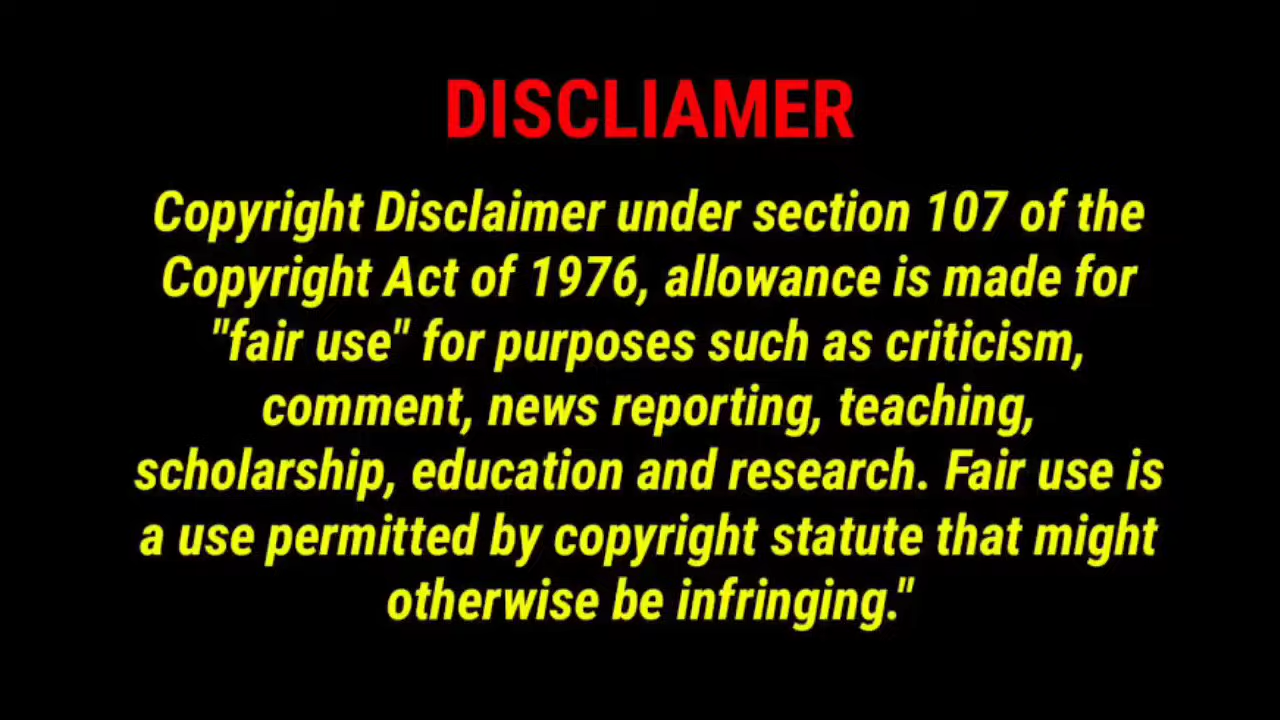 DISCLIAMER
Copyright Disclaimer under section 107 of the
Copyright Act of 1976, allowance is made for
"fair use" for purposes such as criticism,
comment, news reporting, teaching,
scholarship, education and research. Fair use is
a use permitted by copyright statute that might
otherwise be infringing."